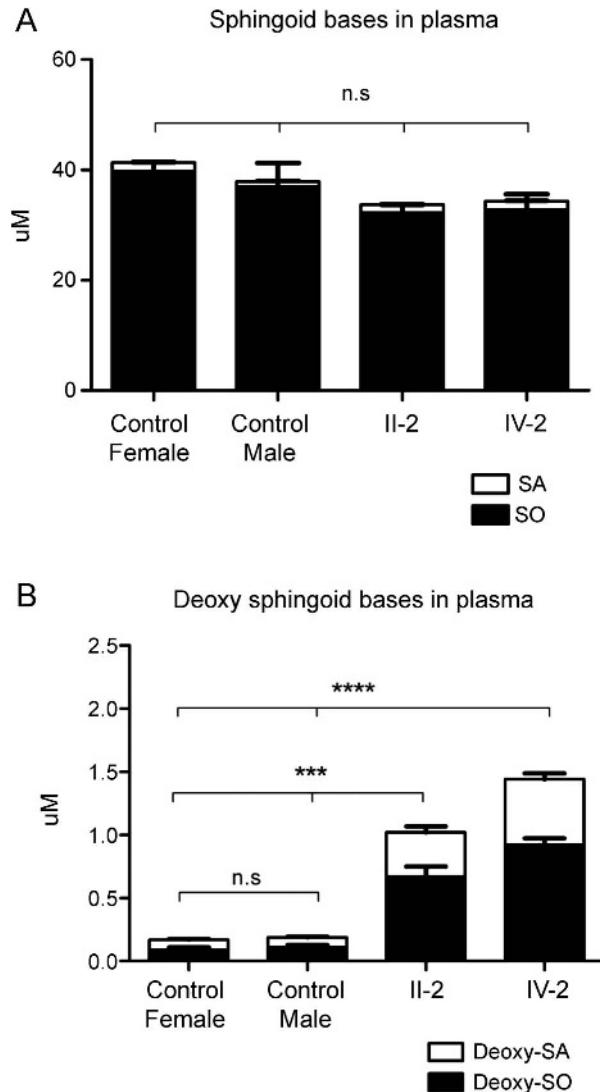 A
Sphingoid bases in plasma
60
n.s
40
uM
20
0
Control Female
Control Male
II-2
IV-2
SA
SO
B
Deoxy sphingoid bases in plasma
2.5
****
2.0
***
1.5
uM
1.0
n.s
0.5
0.0
Control Female
Control Male
II-2
IV-2
Deoxy-SA
Deoxy-SO